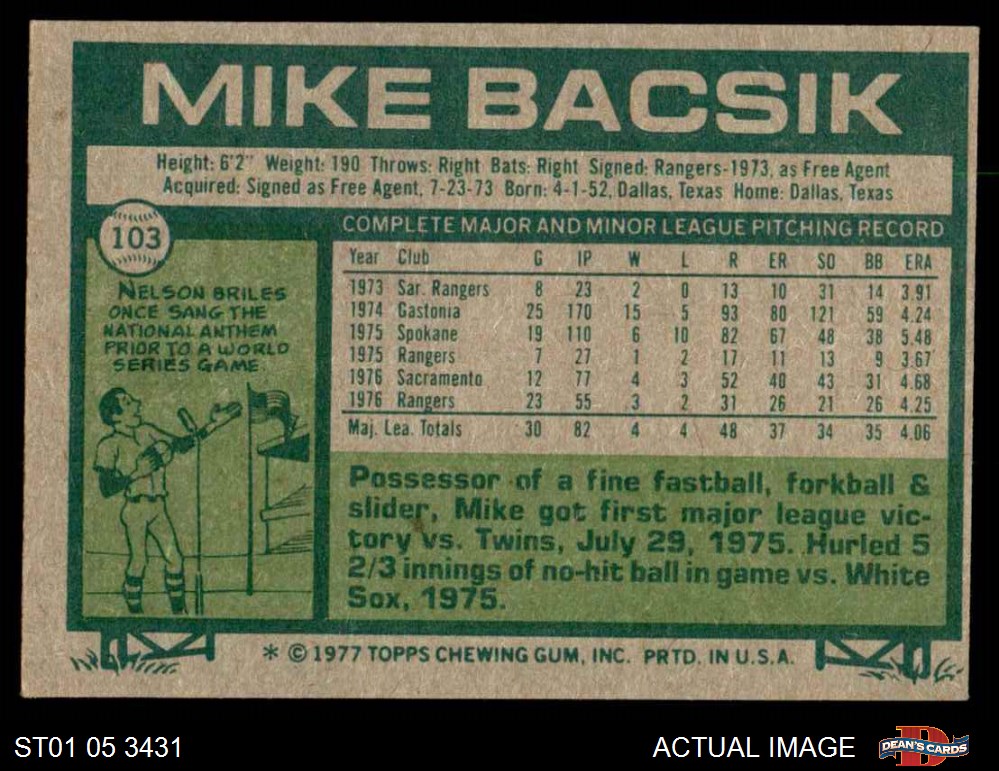 MIKE BACSIK
Height: 6'2" Weight: 190 Throws: Right Bats: Right Signed: Rangers-1973, as Free Agent
Acquired: Signed as Free Agent, 7-23-73 Born: 4-1-52, Dallas, Texas Home: Dallas, Texas
103
NELSON BRILES
ONCE SANG THE
NATIONAL ANTHEM
PRIOR TO A WORLD
SERIES GAME.
COMPLETE MAJOR AND MINOR LEAGUE PITCHING RECORD
Year Club G IP W L R ER SO BB ERA
1973 Sar. Rangers 8 23 2 0 13 10 31 14 3.91
1974 Gastonia 25 170 15 5 93 80 121 59 4.24
1975 Spokane 19 110 6 10 82 67 48 38 5.48
1975 Rangers 7 27 1 2 17 11 13 9 3.67
1976 Sacramento 12 77 4 3 52 40 43 31 4.68
1976 Rangers 23 55 3 2 31 26 21 26 4.25
Maj. Lea. Totals 30 82 4 4 48 37 34 35 4.06
Possessor of a fine fastball, forkball &
slider, Mike got first major league vic-
tory vs. Twins, July 29, 1975. Hurled 5
2/3 innings of no-hit ball in game vs. White
Sox, 1975.
* © 1977 TOPPS CHEWING GUM, INC. PRTD. IN U.S.A.
ST01 05 3431
ACTUAL IMAGE
DEAN'S CARDS